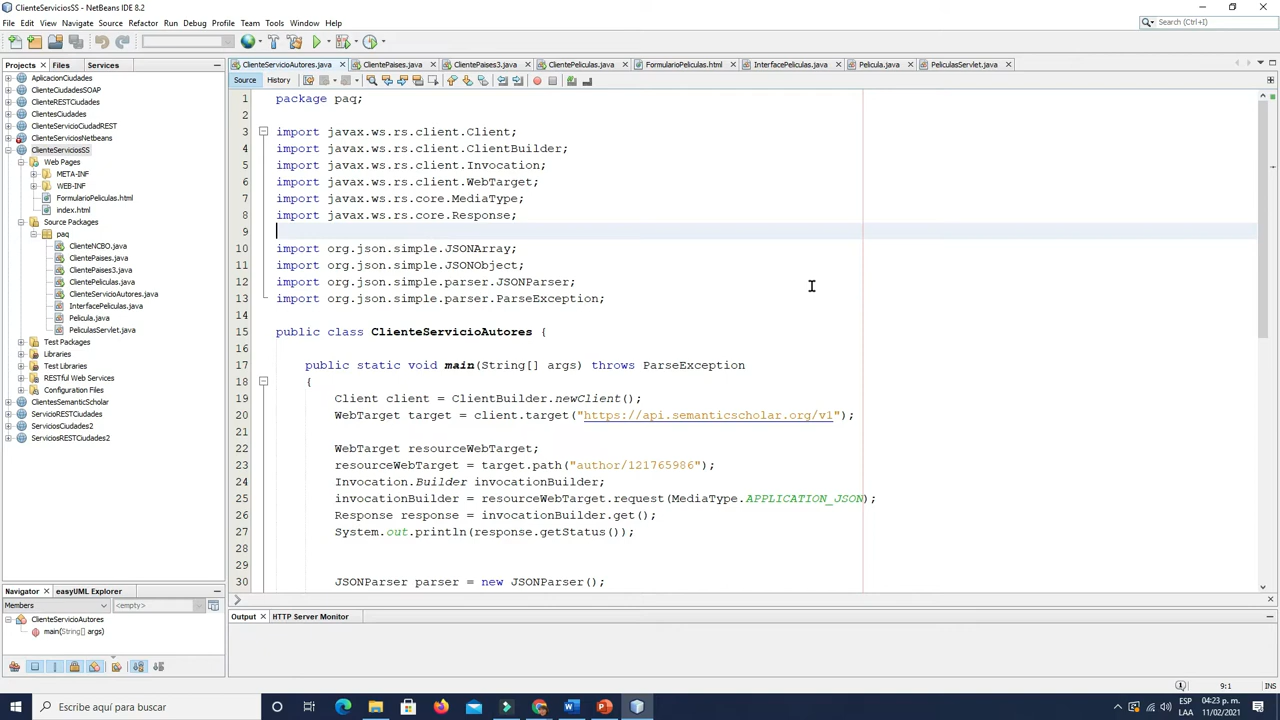 ClienteServiciosSS - NetBeans IDE 8.2
File Edit View Navigate Source Refactor Run Debug Profile Team Tools Window Help
Search (Ctrl+I)
Projects Files Services
AplicacionCiudades
ClienteCiudadesSOAP
ClienteRESTCiudades
ClientesCiudades
ClienteServicioCiudadREST
ClienteServiciosNetbeans
ClienteServiciosSS
Web Pages
META-INF
WEB-INF
FormularioPeliculas.html
index.html
Source Packages
paq
ClienteNCBO.java
ClientePaises.java
ClientePaises3.java
ClientePeliculas.java
ClienteServicioAutores.java
InterfacePeliculas.java
Pelicula.java
PeliculasServlet.java
Test Packages
Libraries
Test Libraries
RESTful Web Services
Configuration Files
ClientesSemanticScholar
ServicioRESTCiudades
ServiciosCiudades2
ServiciosRESTCiudades2
Navigator easyUML Explorer
Members <empty>
ClienteServicioAutores
main(String[] args)
ClienteServicioAutores.java ClientePaises.java ClientePaises3.java ClientePeliculas.java FormularioPeliculas.html InterfacePeliculas.java Pelicula.java PeliculasServlet.java
Source History
1 package paq;
2
3 import javax.ws.rs.client.Client;
4 import javax.ws.rs.client.ClientBuilder;
5 import javax.ws.rs.client.Invocation;
6 import javax.ws.rs.client.WebTarget;
7 import javax.ws.rs.core.MediaType;
8 import javax.ws.rs.core.Response;
9
10 import org.json.simple.JSONArray;
11 import org.json.simple.JSONObject;
12 import org.json.simple.parser.JSONParser;
13 import org.json.simple.parser.ParseException;
14
15 public class ClienteServicioAutores {
16
17 public static void main(String[] args) throws ParseException
18 {
19 Client client = ClientBuilder.newClient();
20 WebTarget target = client.target("https://api.semanticscholar.org/v1");
21
22 WebTarget resourceWebTarget;
23 resourceWebTarget = target.path("author/121765986");
24 Invocation.Builder invocationBuilder;
25 invocationBuilder = resourceWebTarget.request(MediaType.APPLICATION_JSON);
26 Response response = invocationBuilder.get();
27 System.out.println(response.getStatus());
28
29
30 JSONParser parser = new JSONParser();
Output HTTP Server Monitor
9:1 INS
Escribe aquí para buscar
ESP 04:23 p. m.
LAA 11/02/2021